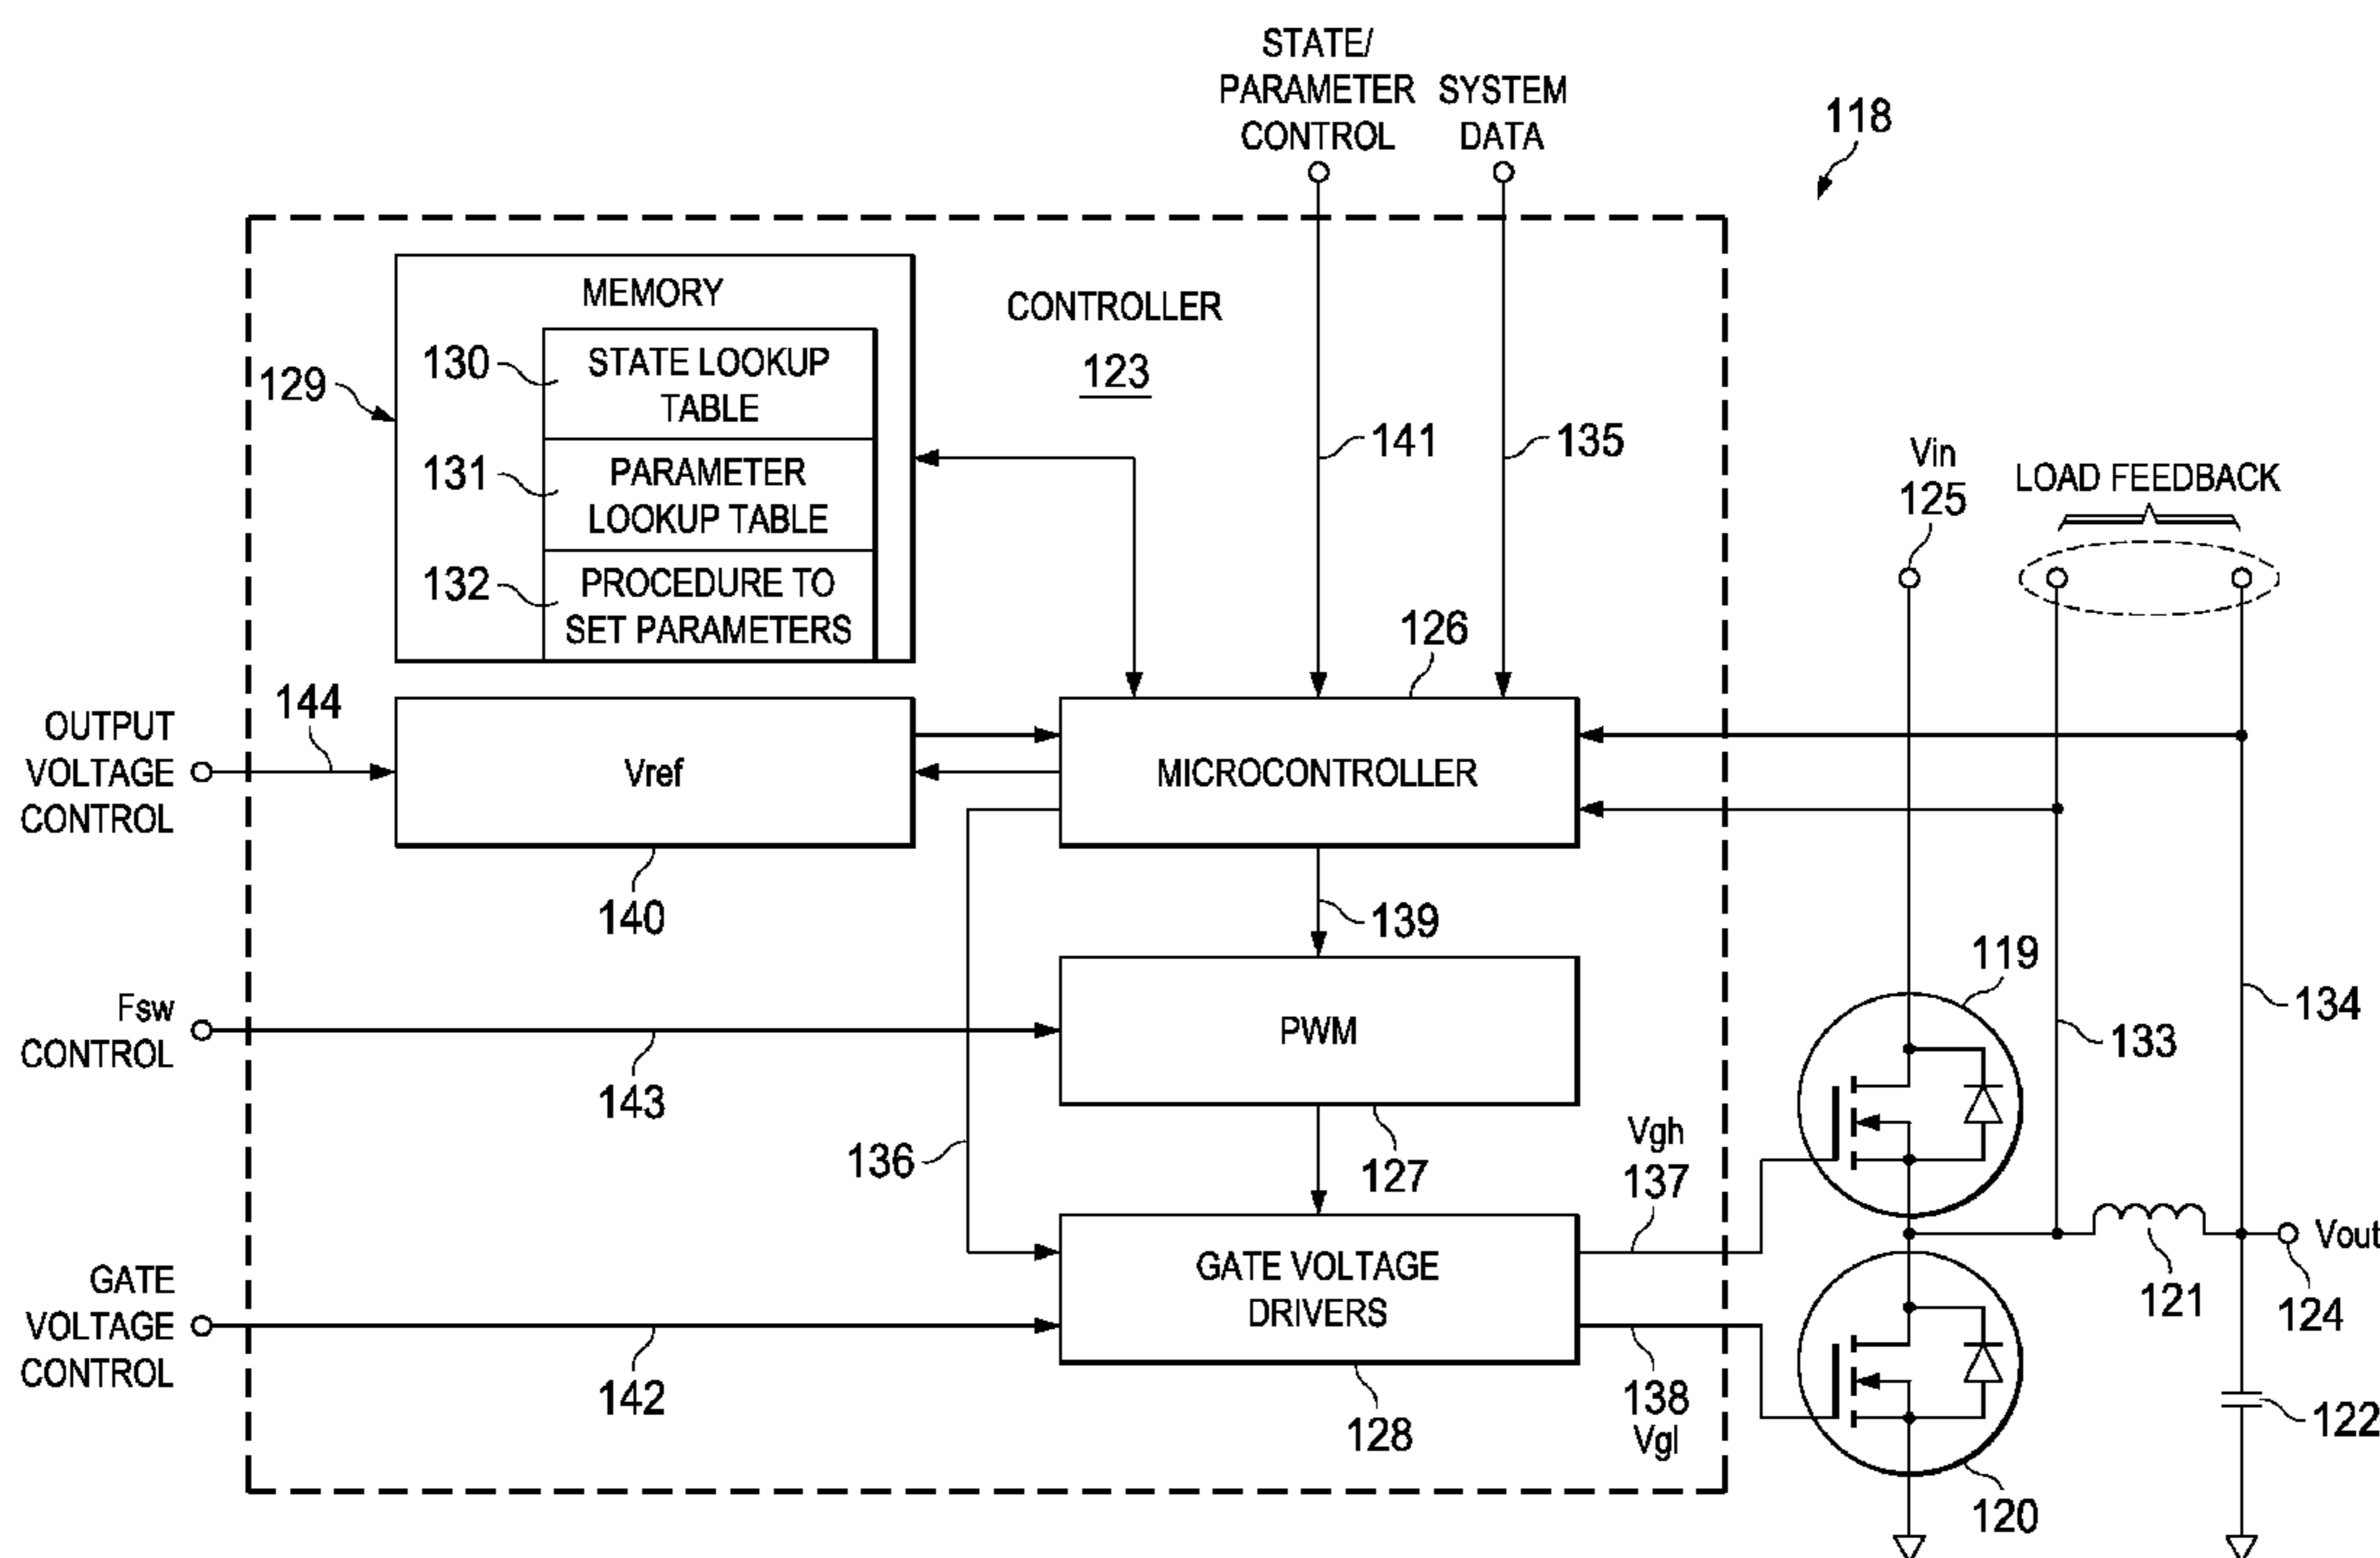 STATE/
PARAMETER
CONTROL
SYSTEM
DATA
118
MEMORY
CONTROLLER
123
129
130
STATE LOOKUP
TABLE
131
PARAMETER
LOOKUP TABLE
132
PROCEDURE TO
SET PARAMETERS
141
135
Vin
125
LOAD FEEDBACK
126
OUTPUT
VOLTAGE
CONTROL
144
Vref
140
MICROCONTROLLER
139
119
134
133
Fsw
CONTROL
143
PWM
127
136
Vgh
137
GATE
VOLTAGE
CONTROL
142
GATE VOLTAGE
DRIVERS
128
138
Vgl
121
Vout
124
122
120